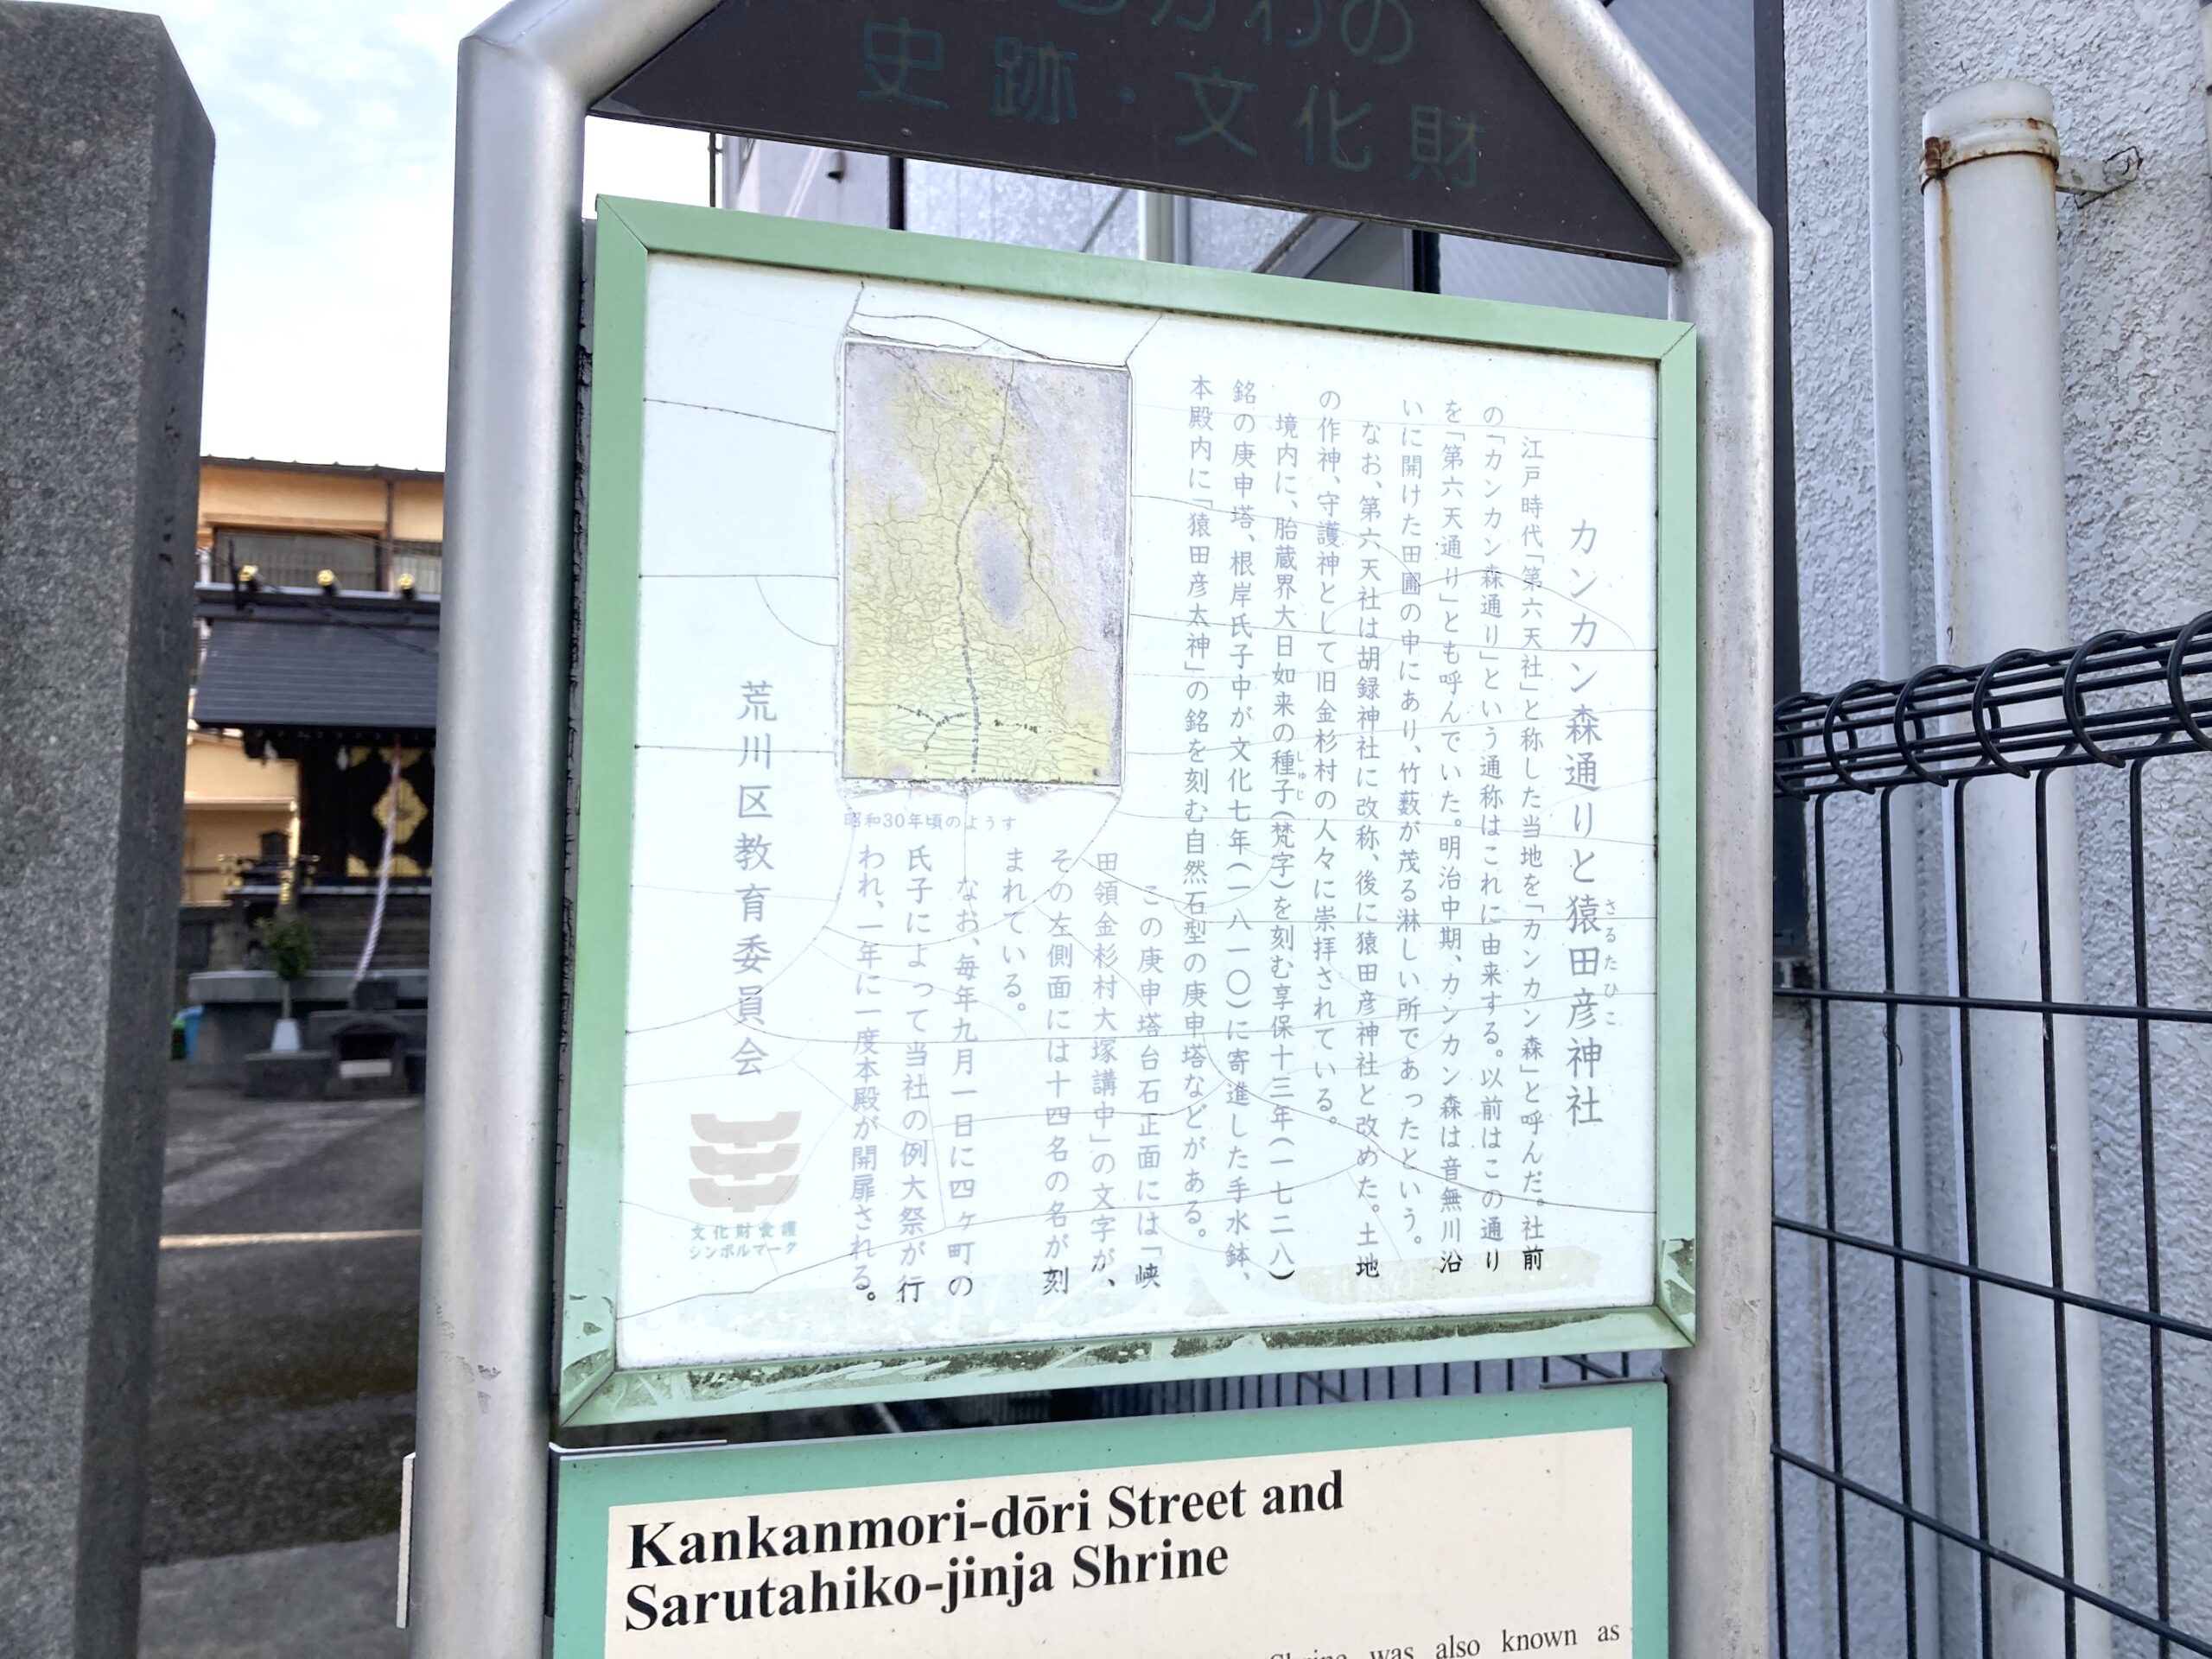 かわの
史跡・文化財
カンカン森通りと猿田彦神社
さるたひこ
江戸時代「第六天社」と称した当地を「カンカン森」と呼んだ。社前
の「カンカン森通り」という通称はこれに由来する。以前はこの通り
を「第六天通り」とも呼んでいた。明治中期、カンカン森は音無川沿
いに開けた田圃の中にあり、竹薮が茂る淋しい所であったという。
なお、第六天社は胡録神社に改称、後に猿田彦神社と改めた。土地
の作神、守護神として旧金杉村の人々に崇拝されている。
境内に、胎蔵界大日如来の種子(梵字)を刻む享保十三年(一七二八)
しゅじ
銘の庚申塔、根岸氏子中が文化七年(一八一〇)に寄進した手水鉢、
本殿内に「猿田彦太神」の銘を刻む自然石型の庚申塔などがある。
この庚申塔台石正面には「峡
田領金杉村大塚講中」の文字が、
その左側面には十四名の名が刻
まれている。
なお、毎年九月一日に四ヶ町の
氏子によって当社の例大祭が行
われ、一年に一度本殿が開扉される。
昭和30年頃のようす
荒川区教育委員会
文化財愛護
シンボルマーク
Kankanmori-dōri Street and
Sarutahiko-jinja Shrine
Shrine was also known as